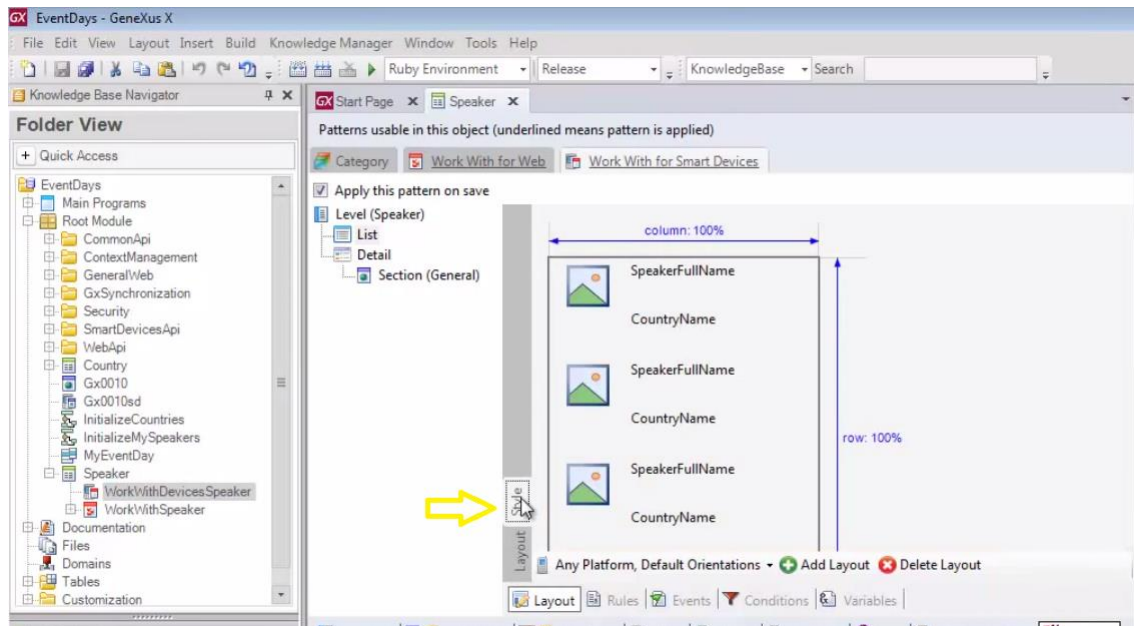 GX EventDays - GeneXus X
File Edit View Layout Insert Build Knowledge Manager Window Tools Help
Ruby Environment Release KnowledgeBase Search
Knowledge Base Navigator
Folder View
+ Quick Access
EventDays
Main Programs
Root Module
CommonApi
ContextManagement
GeneralWeb
GxSynchronization
Security
SmartDevicesApi
WebApi
Country
Gx0010
Gx0010sd
InitializeCountries
InitializeMySpeakers
MyEventDay
Speaker
WorkWithDevicesSpeaker
WorkWithSpeaker
Documentation
Files
Domains
Tables
Customization
GX Start Page Speaker
Patterns usable in this object (underlined means pattern is applied)
Category Work With for Web Work With for Smart Devices
Apply this pattern on save
Level (Speaker)
List
Detail
Section (General)
column: 100%
SpeakerFullName
CountryName
SpeakerFullName
CountryName
row: 100%
SpeakerFullName
CountryName
Layout
Any Platform, Default Orientations Add Layout Delete Layout
Layout Rules Events Conditions Variables